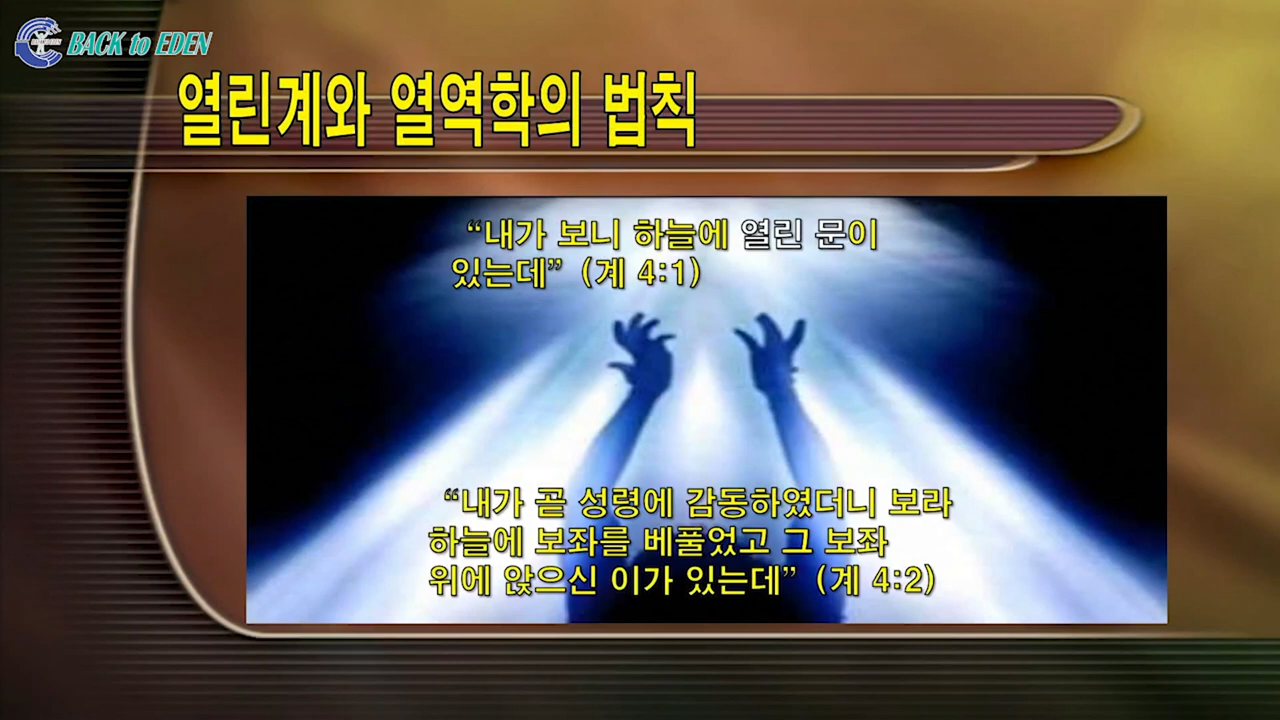 BACK to EDEN
열린계와 열역학의 법칙
“내가 보니 하늘에 열린 문이
있는데” (계 4:1)
“내가 곧 성령에 감동하였더니 보라
하늘에 보좌를 베풀었고 그 보좌
위에 앉으신 이가 있는데” (계 4:2)